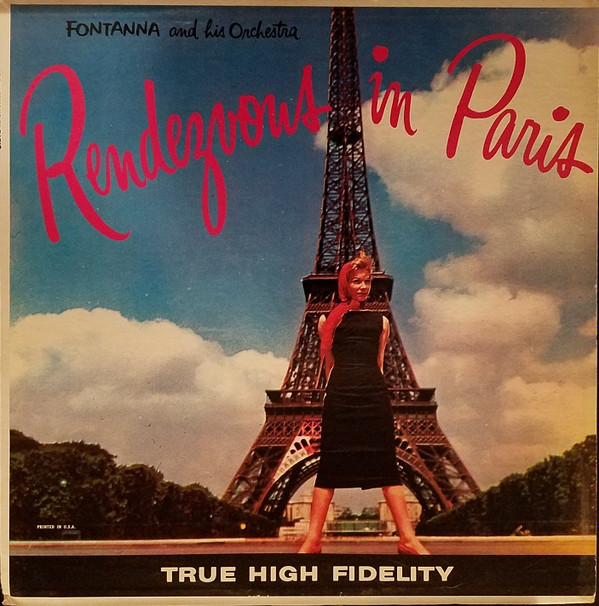 FONTANNA and his Orchestra
Rendezvous in Paris
PRINTED IN U.S.A.
TRUE HIGH FIDELITY